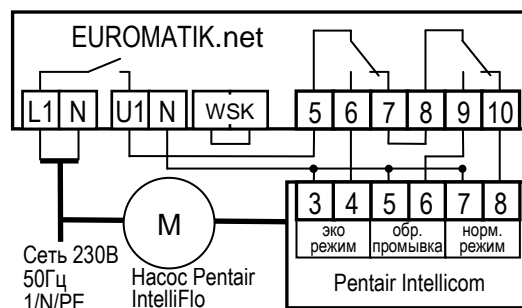 EUROMATIK.net
L1 N U1 N WSK 5 6 7 8 9 10
3 4 5 6 7 8
эко режим
обр. промывка
норм. режим
M
Сеть 230В
50Гц
1/N/PE
Насос Pentair
IntelliFlo
Pentair Intellicom